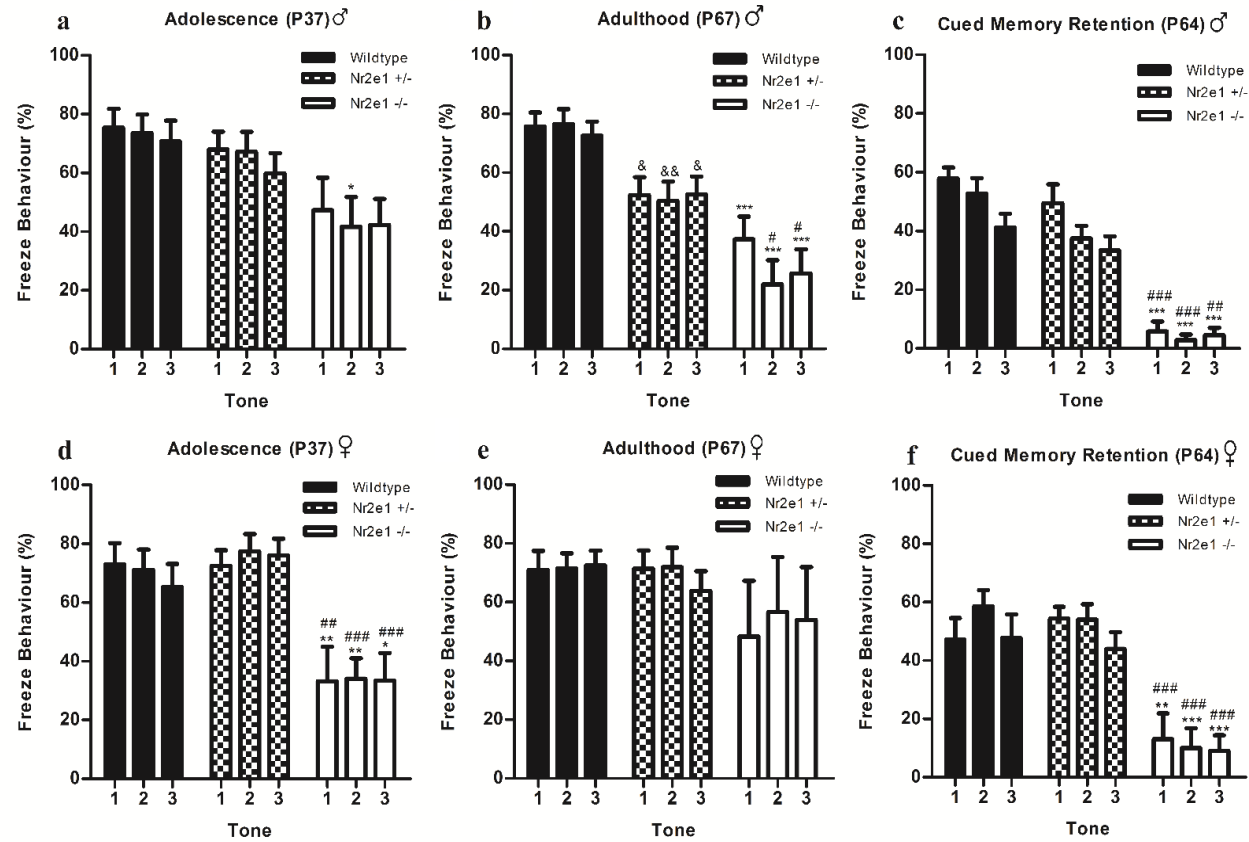 a Adolescence (P37) ♂
Freeze Behaviour (%)
100
80
60
40
20
0
Wildtype
Nr2e1 +/-
Nr2e1 -/-
*
1 2 3 1 2 3 1 2 3
Tone
b Adulthood (P67) ♂
Freeze Behaviour (%)
100
80
60
40
20
0
Wildtype
Nr2e1 +/-
Nr2e1 -/-
& && &
***
# #
*** ***
1 2 3 1 2 3 1 2 3
Tone
c Cued Memory Retention (P64) ♂
Freeze Behaviour (%)
100
80
60
40
20
0
Wildtype
Nr2e1 +/-
Nr2e1 -/-
### ### ##
*** *** ***
1 2 3 1 2 3 1 2 3
Tone
d Adolescence (P37) ♀
Freeze Behaviour (%)
100
80
60
40
20
0
Wildtype
Nr2e1 +/-
Nr2e1 -/-
## ### ###
** ** *
1 2 3 1 2 3 1 2 3
Tone
e Adulthood (P67) ♀
Freeze Behaviour (%)
100
80
60
40
20
0
Wildtype
Nr2e1 +/-
Nr2e1 -/-
1 2 3 1 2 3 1 2 3
Tone
f Cued Memory Retention (P64) ♀
Freeze Behaviour (%)
100
80
60
40
20
0
Wildtype
Nr2e1 +/-
Nr2e1 -/-
### ### ###
** *** ***
1 2 3 1 2 3 1 2 3
Tone